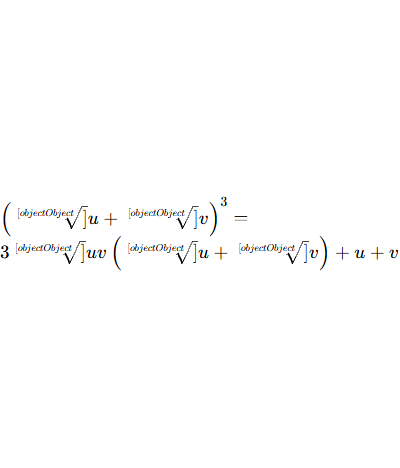 ( [objectObject√]u + [objectObject√]v )³ =
3 [objectObject√]uv ( [objectObject√]u + [objectObject√]v ) + u + v